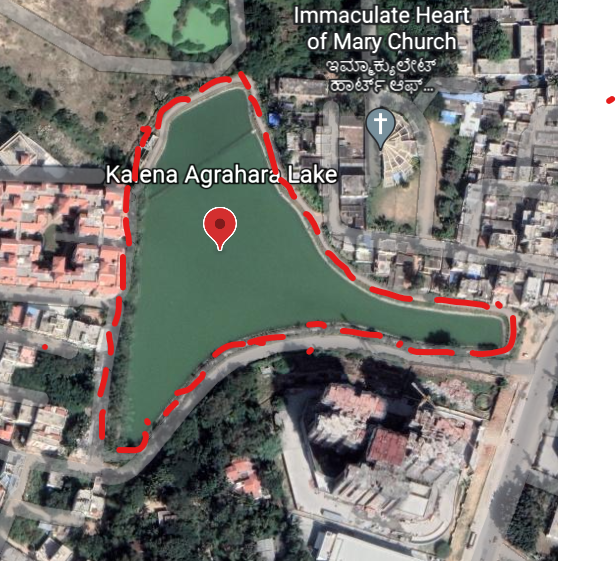 Immaculate Heart
of Mary Church
ಇಮ್ಮಾಕ್ಯುಲೇಟ್
ಹಾರ್ಟ್ ಆಫ್...
Kalena Agrahara Lake